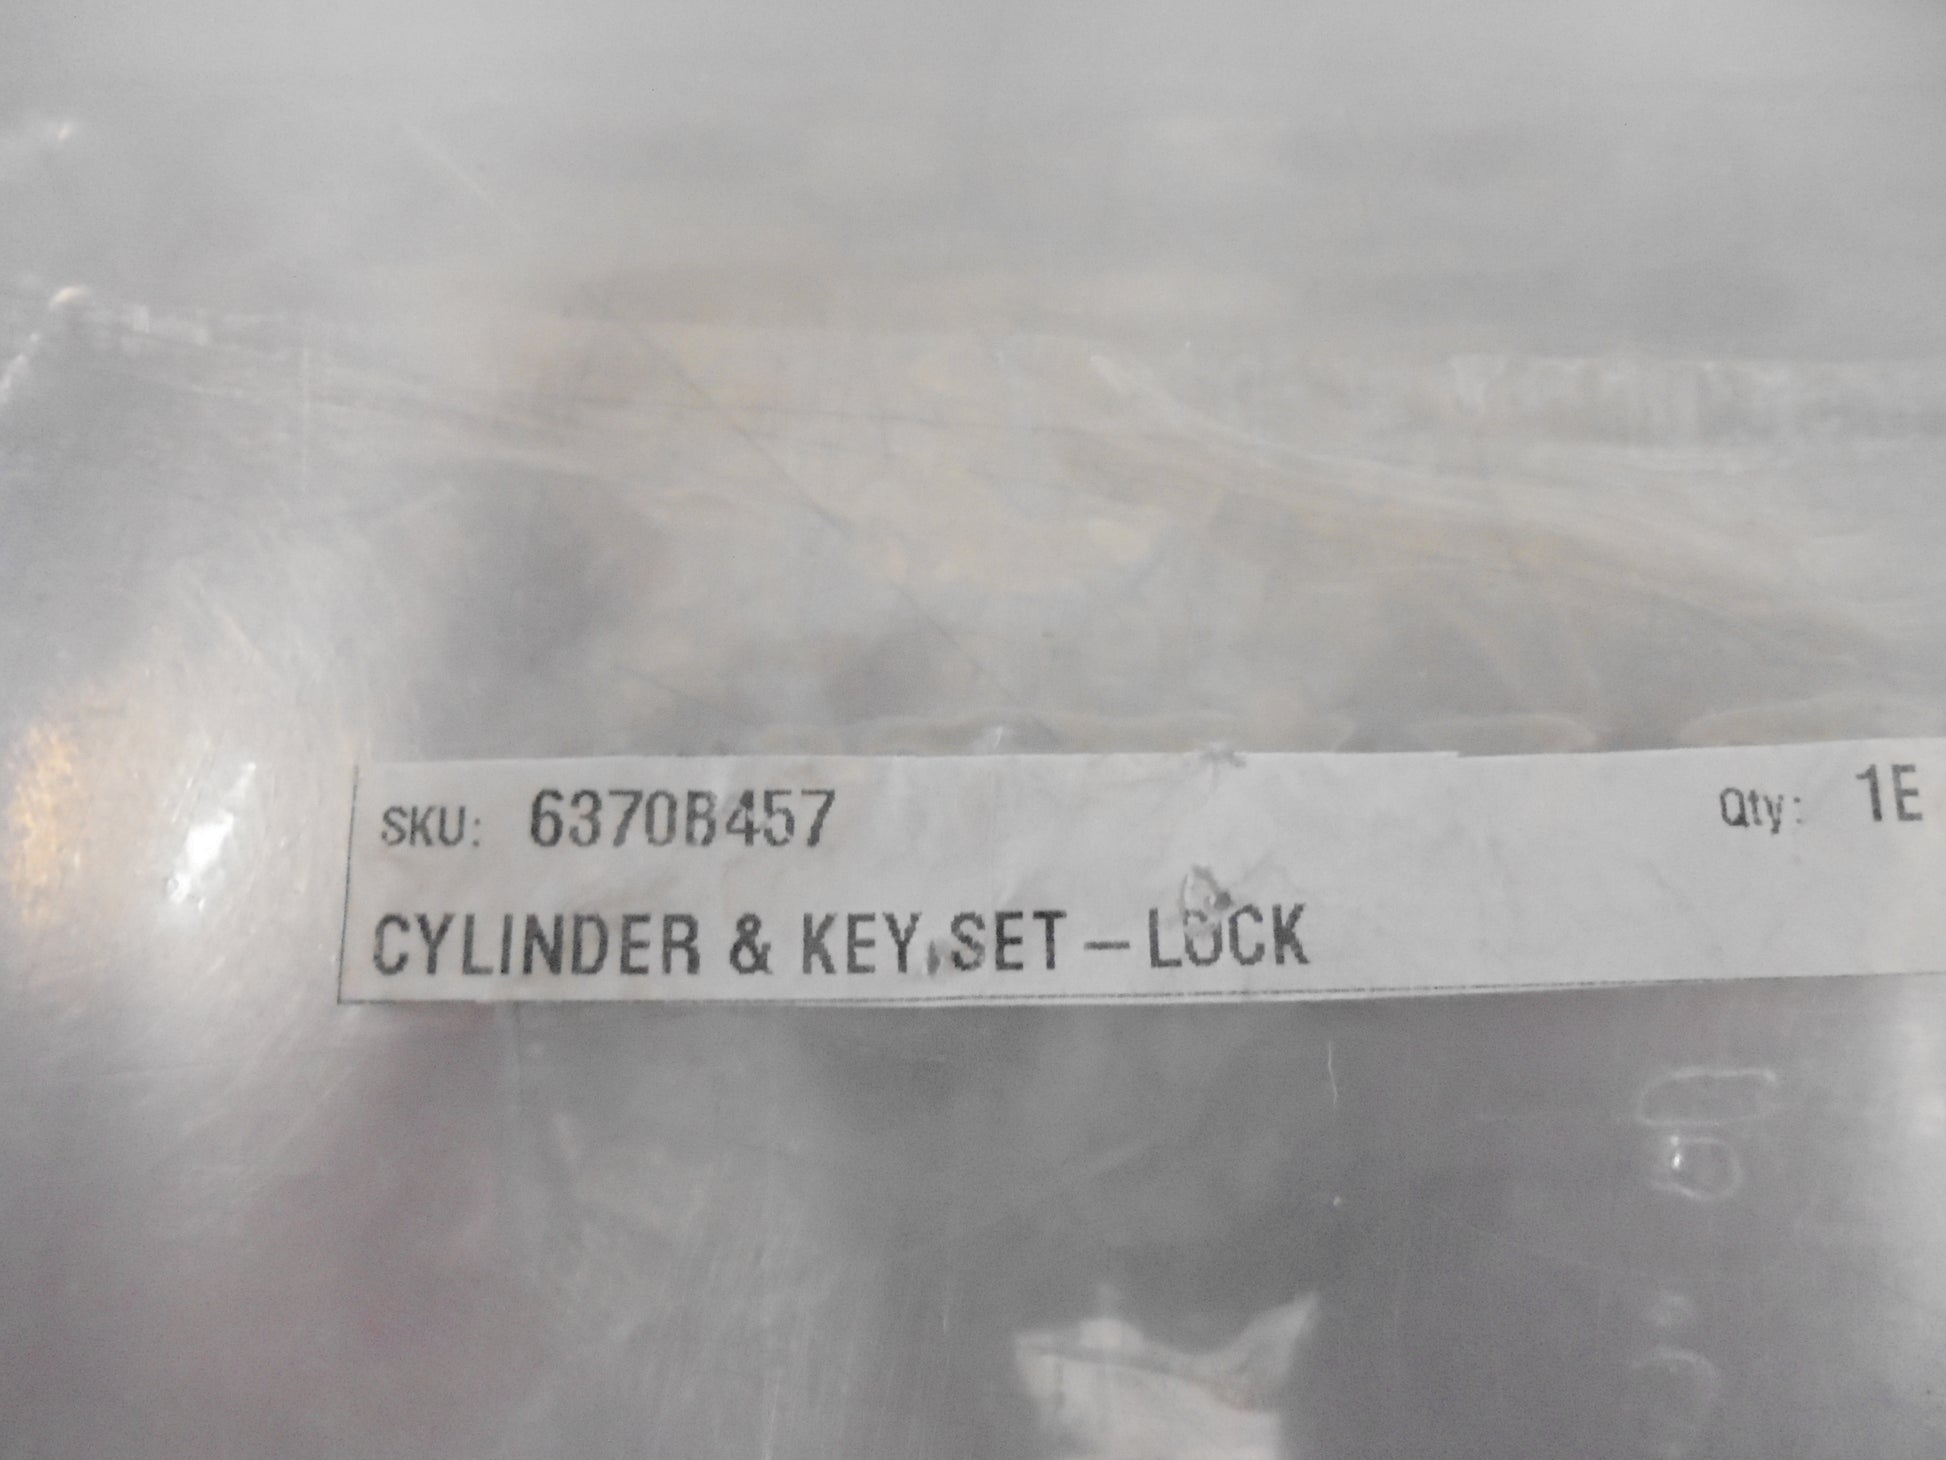 SKU: 6370B457 Qty: 1E
CYLINDER & KEY SET – LOCK